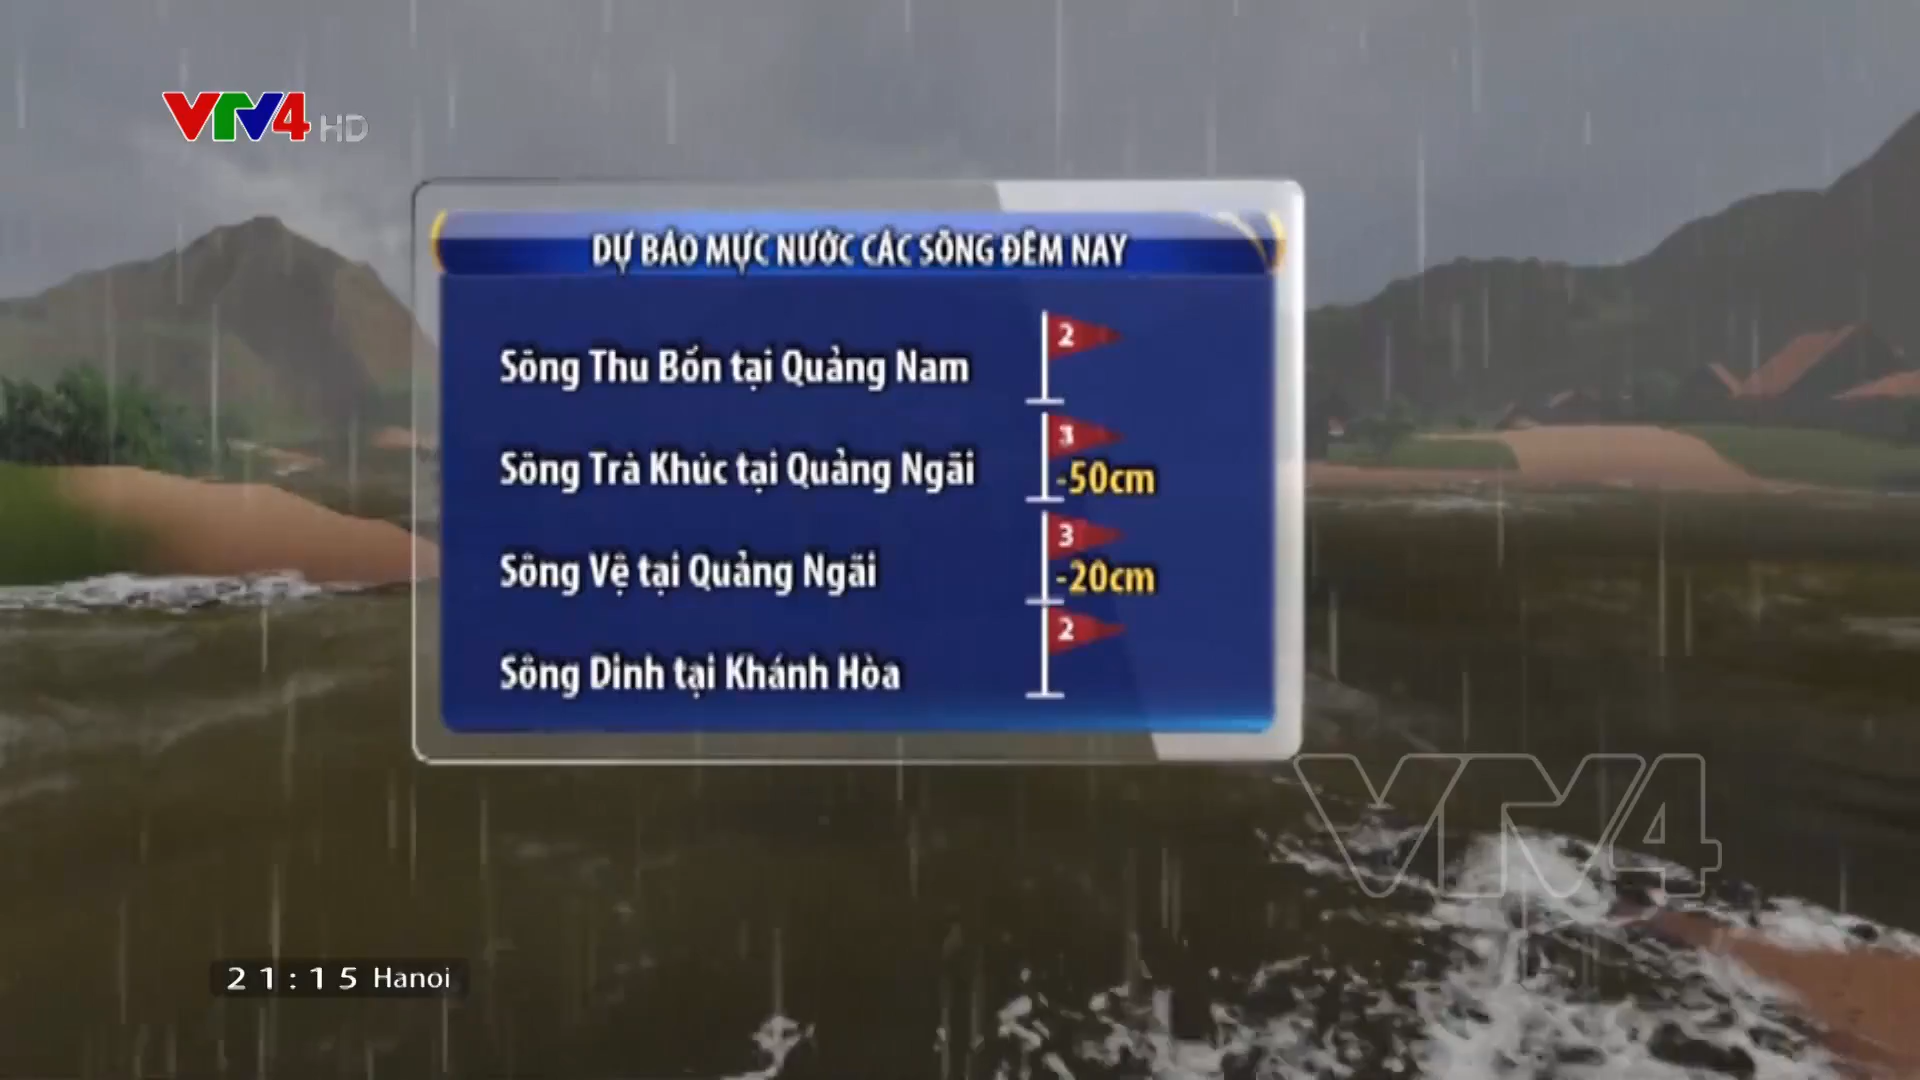 VTV4 HD
DỰ BÁO MỰC NƯỚC CÁC SÔNG ĐÊM NAY
Sông Thu Bồn tại Quảng Nam
2
Sông Trà Khúc tại Quảng Ngãi
3
-50cm
Sông Vệ tại Quảng Ngãi
3
-20cm
Sông Dinh tại Khánh Hòa
2
VTV4
21:15 Hanoi